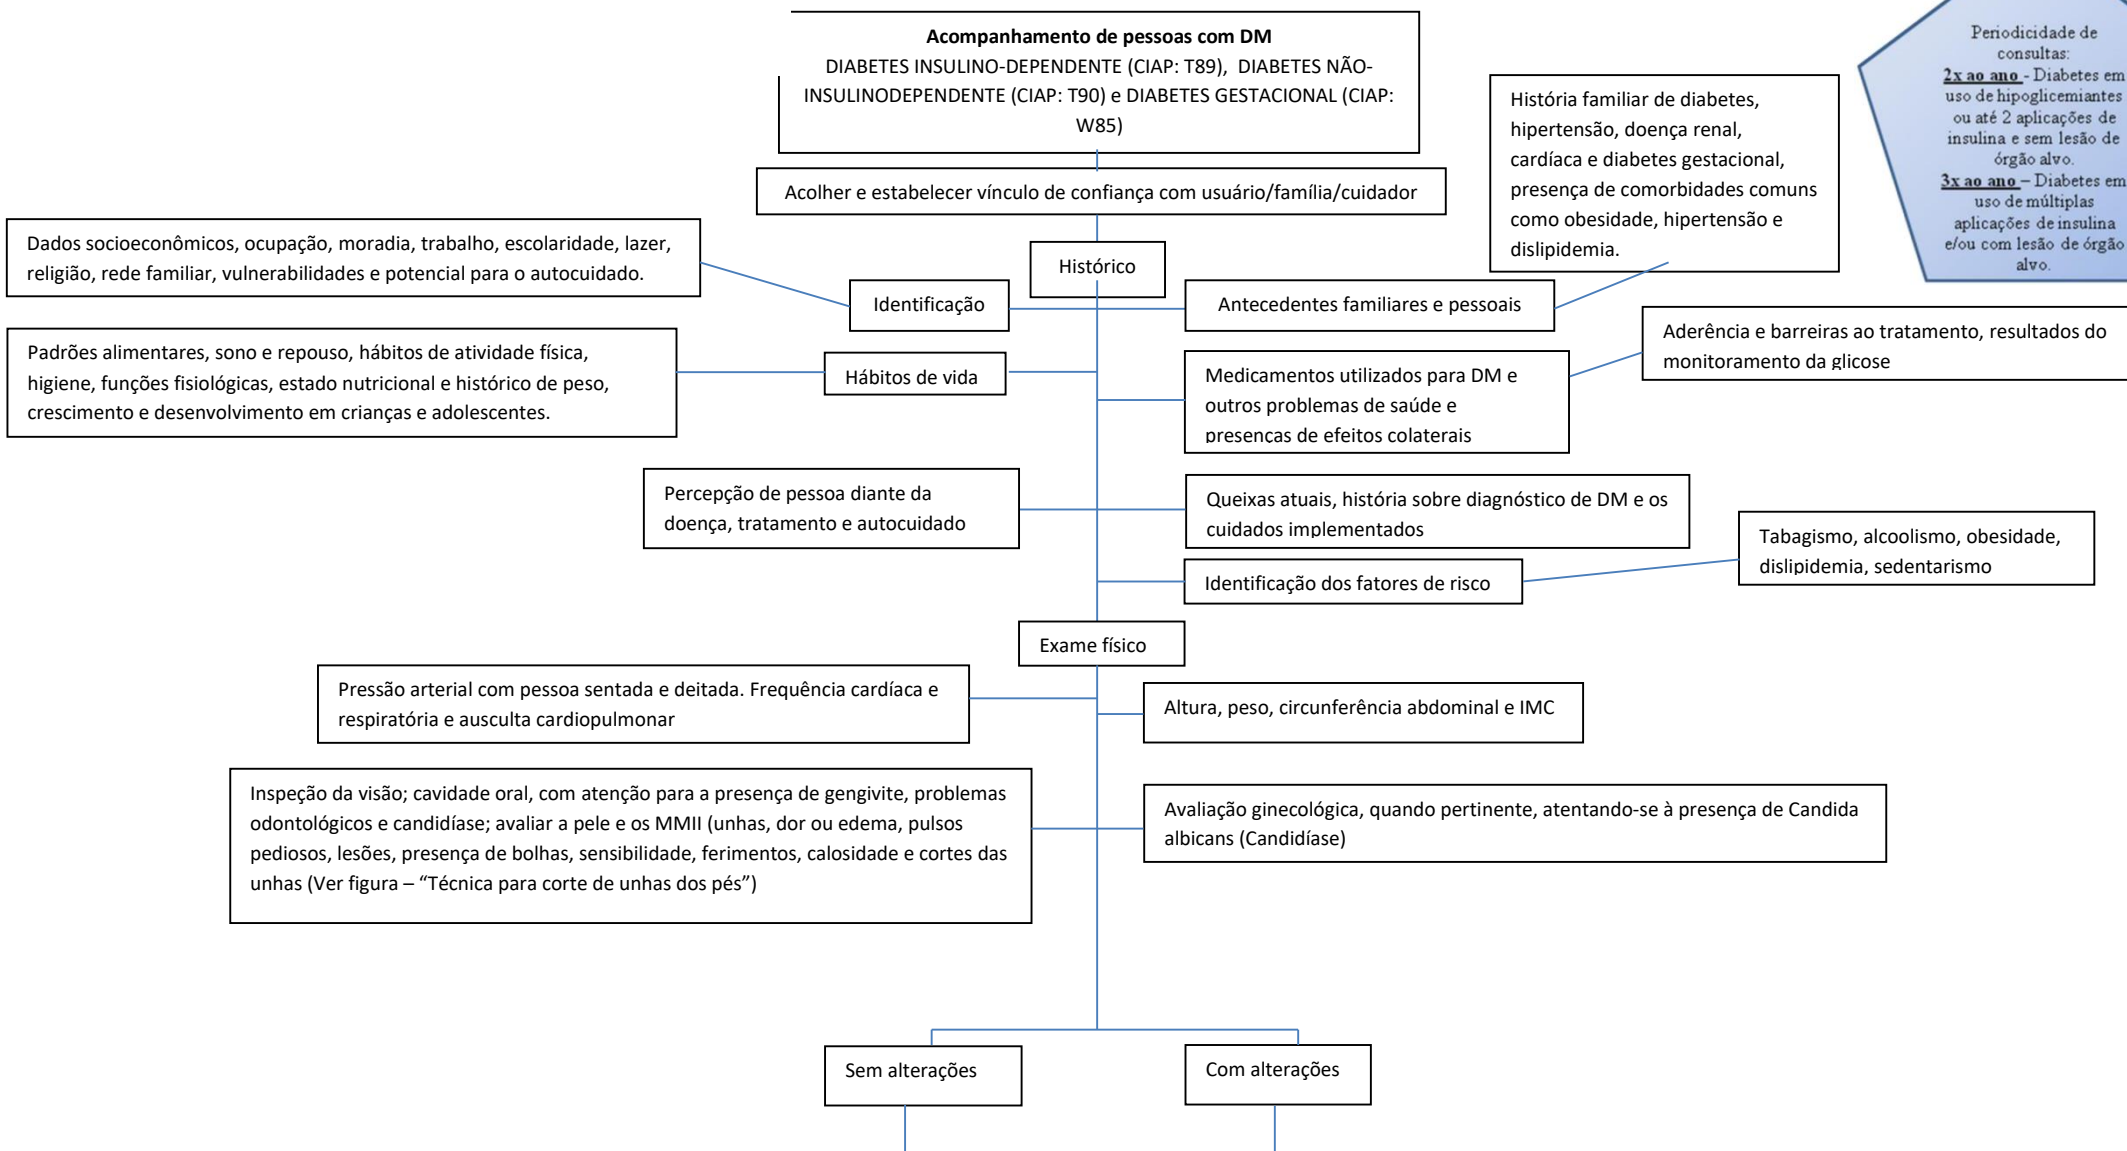 Acompanhamento de pessoas com DM
DIABETES INSULINO-DEPENDENTE (CIAP: T89), DIABETES NÃO-
INSULINODEPENDENTE (CIAP: T90) e DIABETES GESTACIONAL (CIAP:
W85)
Periodicidade de
consultas:
2x ao ano - Diabetes em
uso de hipoglicemiantes
ou até 2 aplicações de
insulina e sem lesão de
órgão alvo.
3x ao ano – Diabetes em
uso de múltiplas
aplicações de insulina
e/ou com lesão de órgão
alvo.
História familiar de diabetes,
hipertensão, doença renal,
cardíaca e diabetes gestacional,
presença de comorbidades comuns
como obesidade, hipertensão e
dislipidemia.
Acolher e estabelecer vínculo de confiança com usuário/família/cuidador
Dados socioeconômicos, ocupação, moradia, trabalho, escolaridade, lazer,
religião, rede familiar, vulnerabilidades e potencial para o autocuidado.
Histórico
Identificação
Antecedentes familiares e pessoais
Padrões alimentares, sono e repouso, hábitos de atividade física,
higiene, funções fisiológicas, estado nutricional e histórico de peso,
crescimento e desenvolvimento em crianças e adolescentes.
Hábitos de vida
Medicamentos utilizados para DM e
outros problemas de saúde e
presenças de efeitos colaterais
Aderência e barreiras ao tratamento, resultados do
monitoramento da glicose
Percepção de pessoa diante da
doença, tratamento e autocuidado
Queixas atuais, história sobre diagnóstico de DM e os
cuidados implementados
Identificação dos fatores de risco
Tabagismo, alcoolismo, obesidade,
dislipidemia, sedentarismo
Exame físico
Pressão arterial com pessoa sentada e deitada. Frequência cardíaca e
respiratória e ausculta cardiopulmonar
Altura, peso, circunferência abdominal e IMC
Inspeção da visão; cavidade oral, com atenção para a presença de gengivite, problemas
odontológicos e candidíase; avaliar a pele e os MMII (unhas, dor ou edema, pulsos
pediosos, lesões, presença de bolhas, sensibilidade, ferimentos, calosidade e cortes das
unhas (Ver figura – “Técnica para corte de unhas dos pés”)
Avaliação ginecológica, quando pertinente, atentando-se à presença de Candida
albicans (Candidíase)
Sem alterações
Com alterações